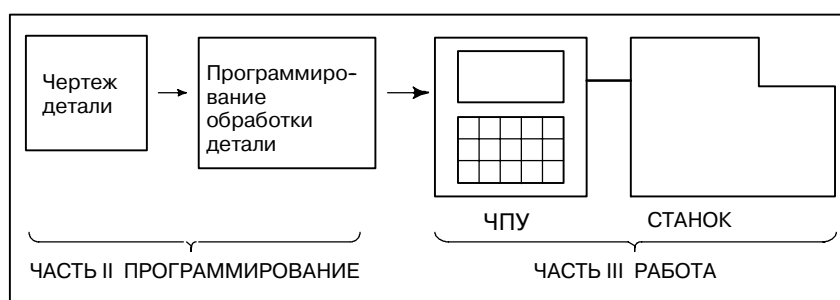 Чертеж
детали
Программиро-
вание
обработки
детали
ЧПУ
СТАНОК
ЧАСТЬ II ПРОГРАММИРОВАНИЕ
ЧАСТЬ III РАБОТА